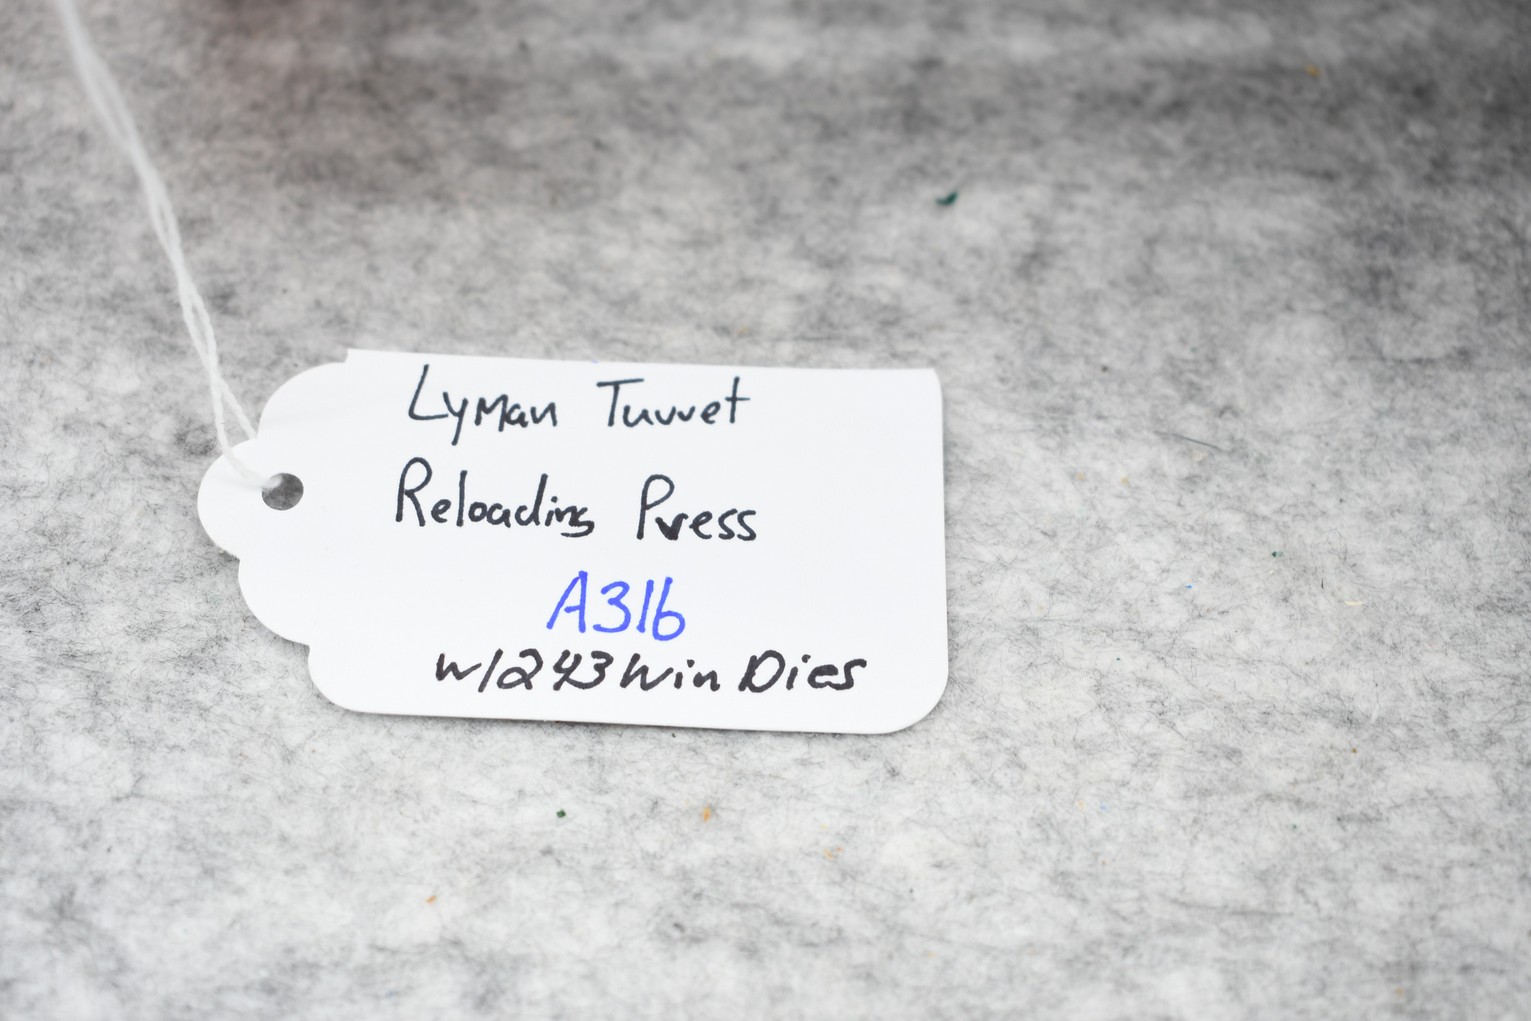 Lyman Turret
Reloading Press
A316
w/243 Win Dies